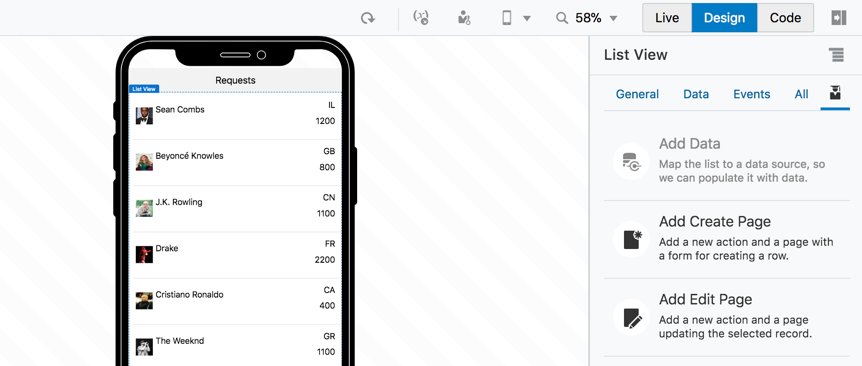 58%
Live
Design
Code
Requests
List View
Sean Combs
IL
1200
Beyoncé Knowles
GB
800
J.K. Rowling
CN
1100
Drake
FR
2200
Cristiano Ronaldo
CA
400
The Weeknd
GR
1100
List View
General
Data
Events
All
Add Data
Map the list to a data source, so
we can populate it with data.
Add Create Page
Add a new action and a page with
a form for creating a row.
Add Edit Page
Add a new action and a page
updating the selected record.